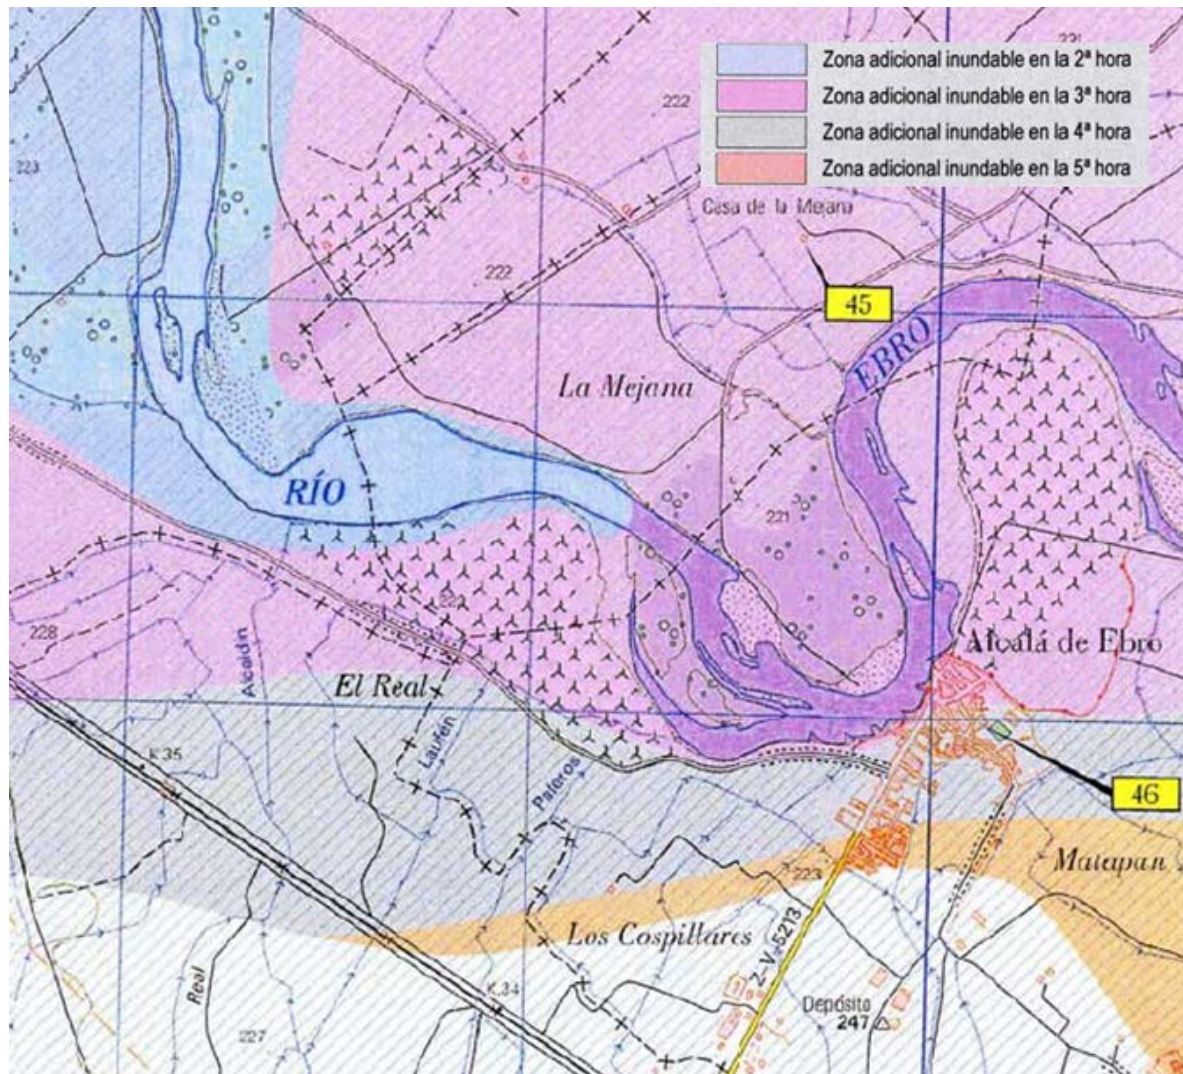 Zona adicional inundable en la 2ª hora
Zona adicional inundable en la 3ª hora
Zona adicional inundable en la 4ª hora
Zona adicional inundable en la 5ª hora
222
223
Casa de la Mejana
222
45
EBRO
La Mejana
RÍO
221
228
Alcaldín
Alcalá de Ebro
El Real
Laufén
K.35
Pateros
46
Matapan
223
Los Cospillares
Z-V-5213
Real
K.34
Depósito
247
227